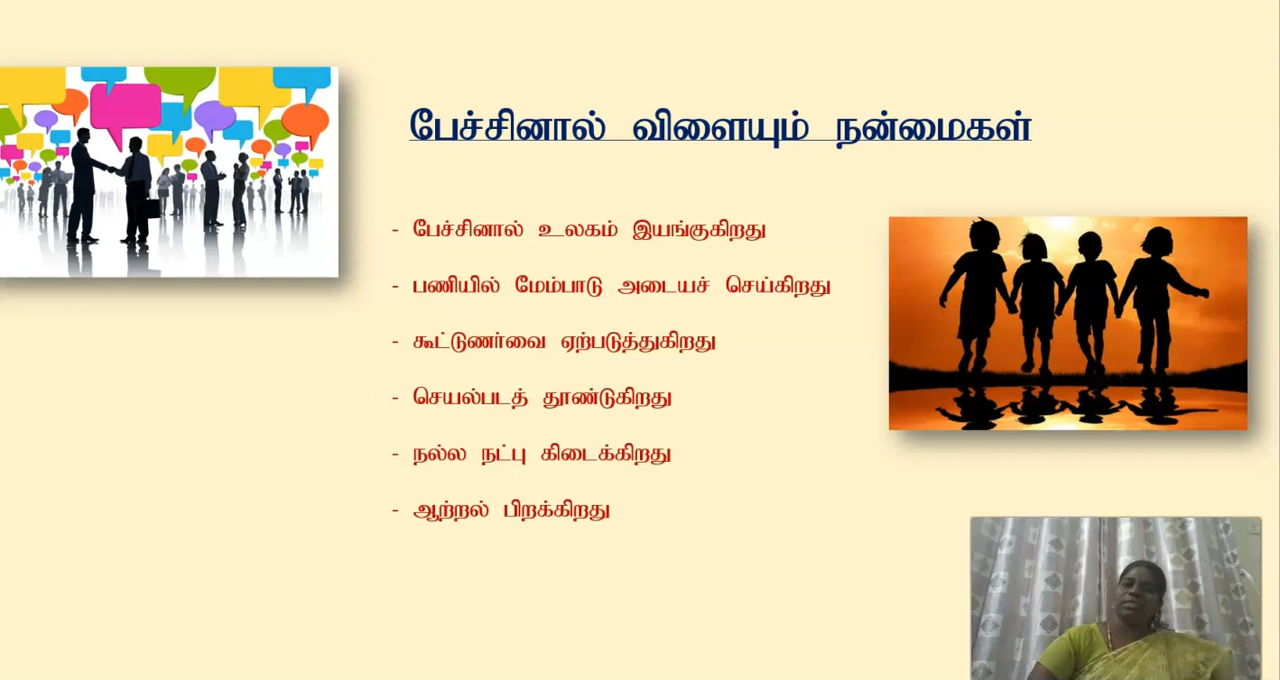 பேச்சினால் விளையும் நன்மைகள்
- பேச்சினால் உலகம் இயங்குகிறது
- பணியில் மேம்பாடு அடையச் செய்கிறது
- கூட்டுணர்வை ஏற்படுத்துகிறது
- செயல்படத் தூண்டுகிறது
- நல்ல நட்பு கிடைக்கிறது
- ஆற்றல் பிறக்கிறது